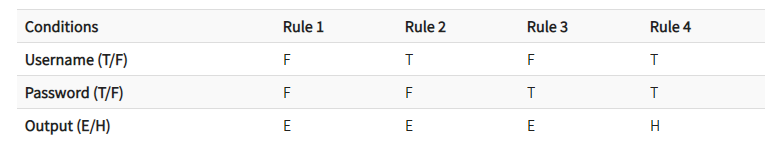 Conditions Rule 1 Rule 2 Rule 3 Rule 4
Username (T/F) F T F T
Password (T/F) F F T T
Output (E/H) E E E H